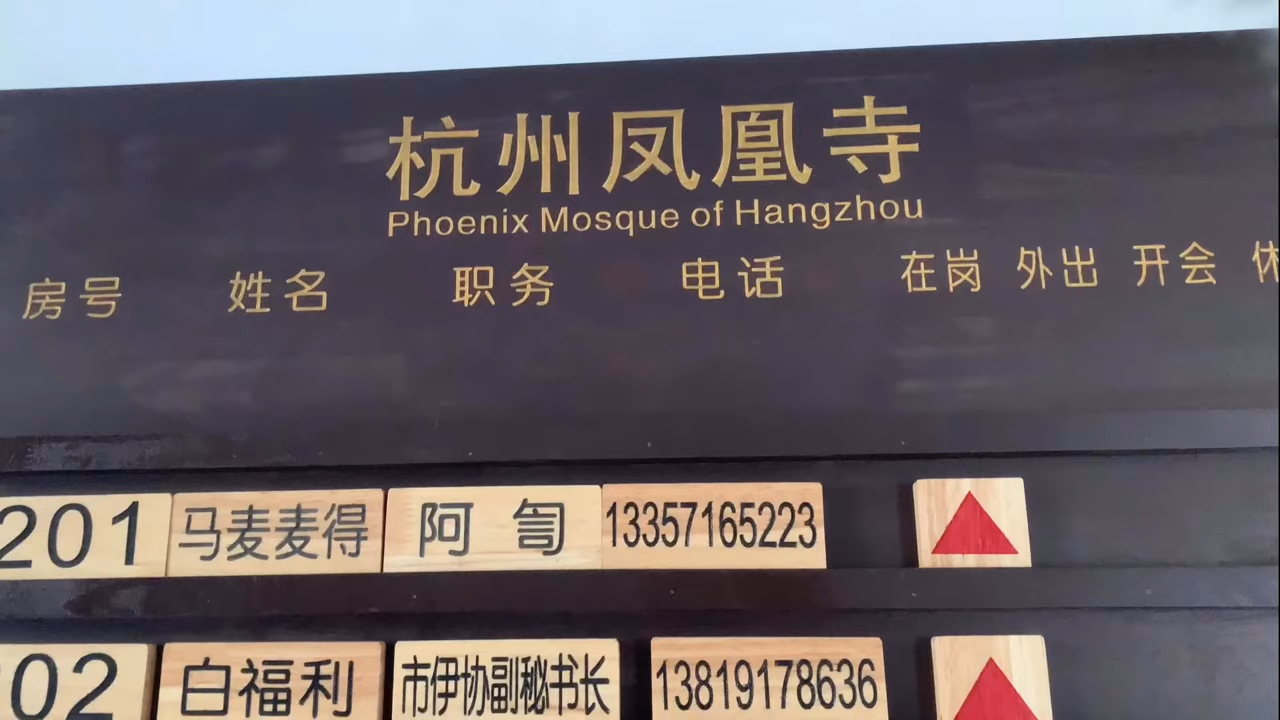 杭州凤凰寺
Phoenix Mosque of Hangzhou
房号 姓名 职务 电话 在岗 外出 开会 休
201 马麦麦得 阿訇 13357165223
02 白福利 市伊协副秘书长 13819178636